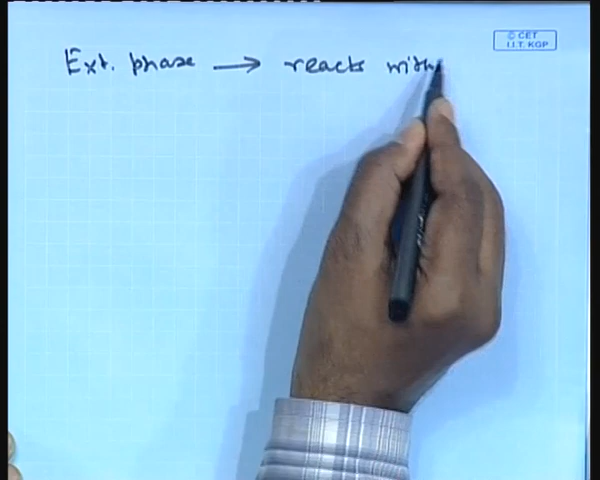 © CET
I.I.T. KGP
Ext. phase → reacts with